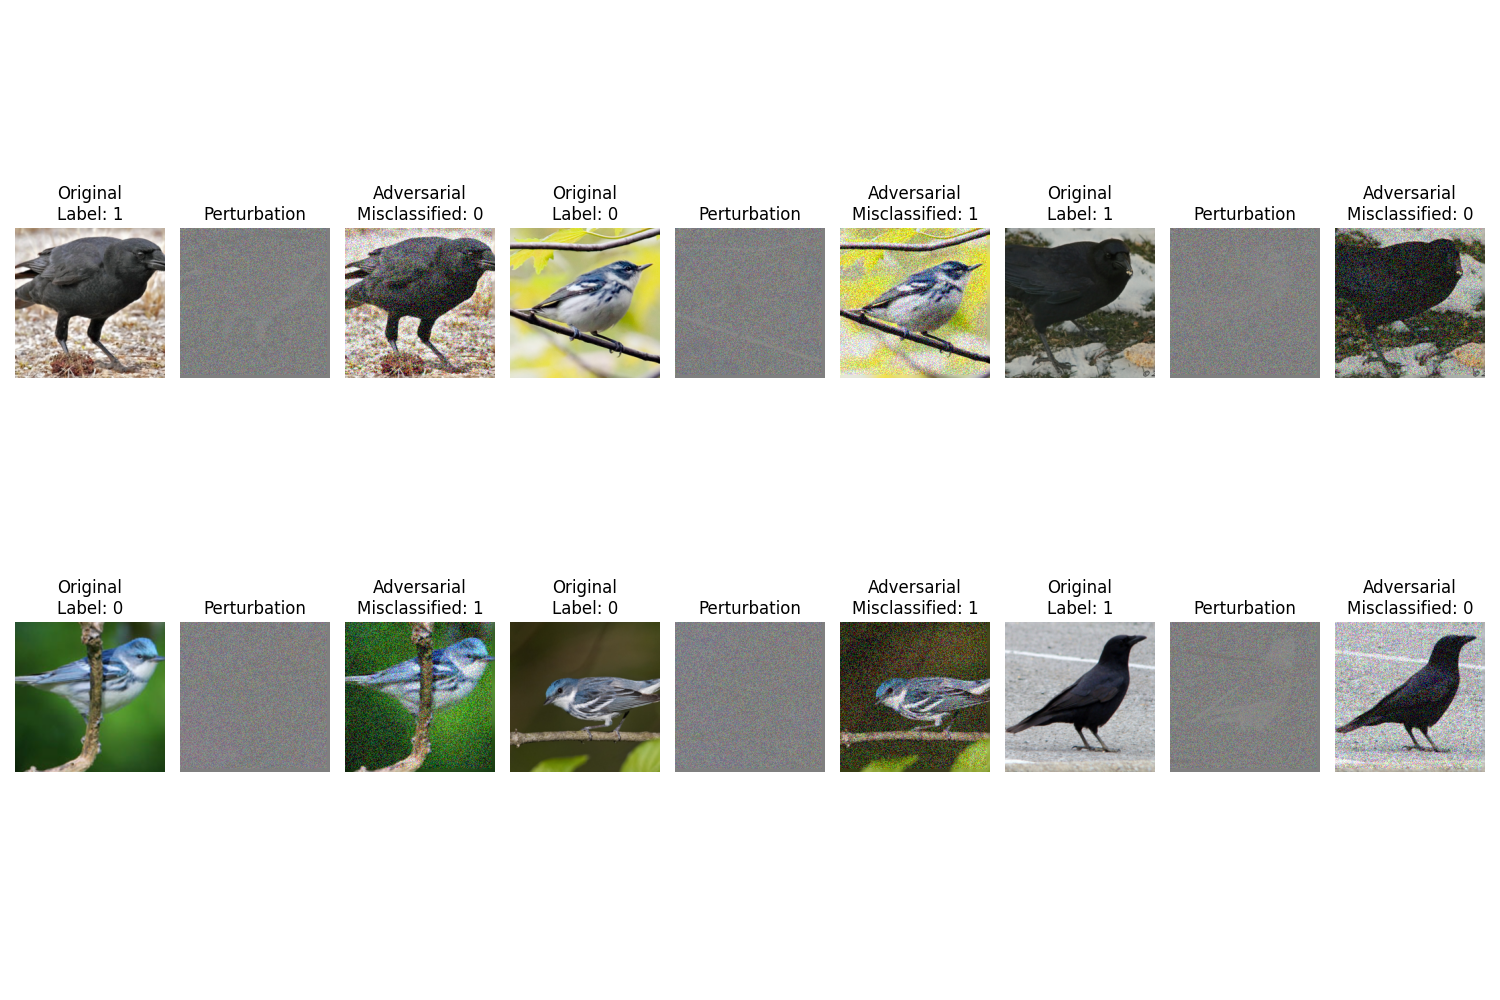 Original
Label: 1
Perturbation
Adversarial
Misclassified: 0
Original
Label: 0
Perturbation
Adversarial
Misclassified: 1
Original
Label: 1
Perturbation
Adversarial
Misclassified: 0
Original
Label: 0
Perturbation
Adversarial
Misclassified: 1
Original
Label: 0
Perturbation
Adversarial
Misclassified: 1
Original
Label: 1
Perturbation
Adversarial
Misclassified: 0